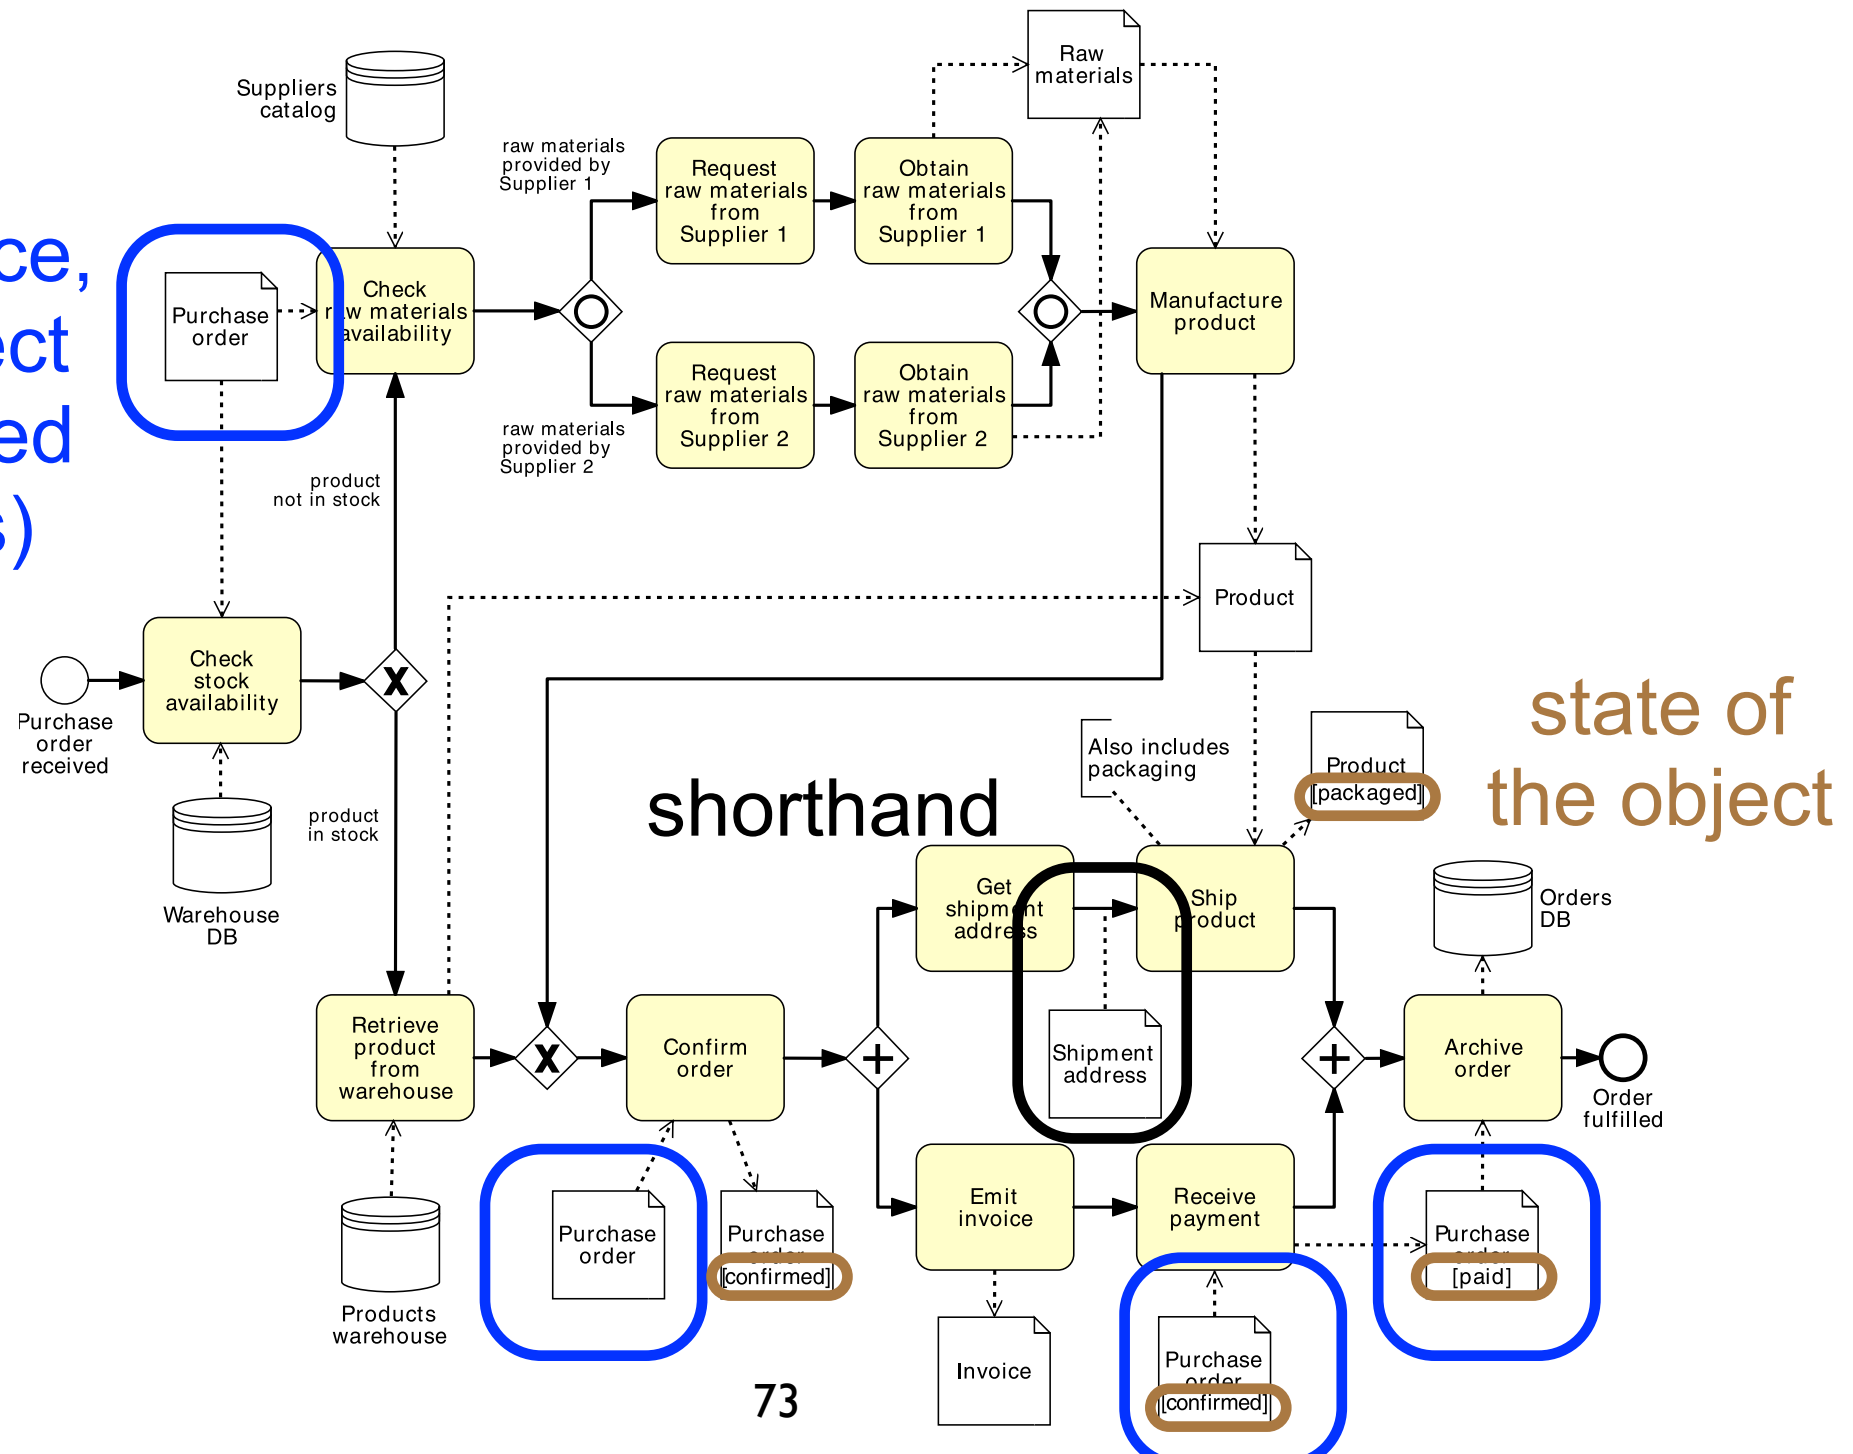 Raw
materials
Suppliers
catalog
raw materials
provided by
Supplier 1
Request
raw materials
from
Supplier 1
Obtain
raw materials
from
Supplier 1
ce,
ect
ed
s)
Purchase
order
Check
raw materials
availability
Manufacture
product
raw materials
provided by
Supplier 2
Request
raw materials
from
Supplier 2
Obtain
raw materials
from
Supplier 2
product
not in stock
Product
Purchase
order
received
Check
stock
availability
X
state of
the object
Also includes
packaging
Product
[packaged]
shorthand
product
in stock
Warehouse
DB
Get
shipment
address
Ship
product
Orders
DB
Retrieve
product
from
warehouse
X
Confirm
order
+
Shipment
address
+
Archive
order
Order
fulfilled
Products
warehouse
Purchase
order
Purchase
order
[confirmed]
Emit
invoice
Receive
payment
Purchase
order
[paid]
Invoice
Purchase
order
[confirmed]
73